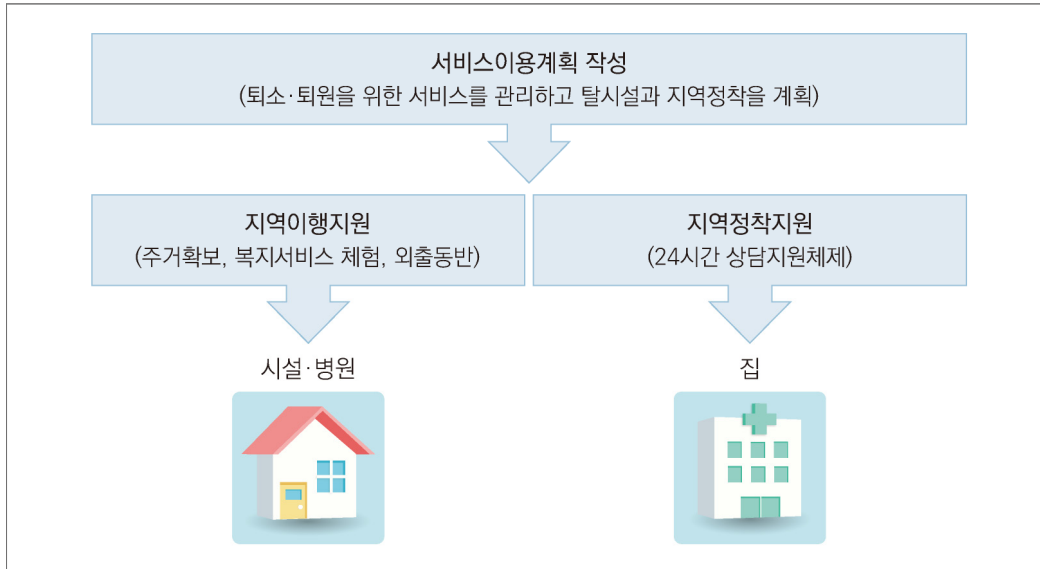 서비스이용계획 작성
(퇴소·퇴원을 위한 서비스를 관리하고 탈시설과 지역정착을 계획)
지역이행지원
(주거확보, 복지서비스 체험, 외출동반)
지역정착지원
(24시간 상담지원체제)
시설·병원
집